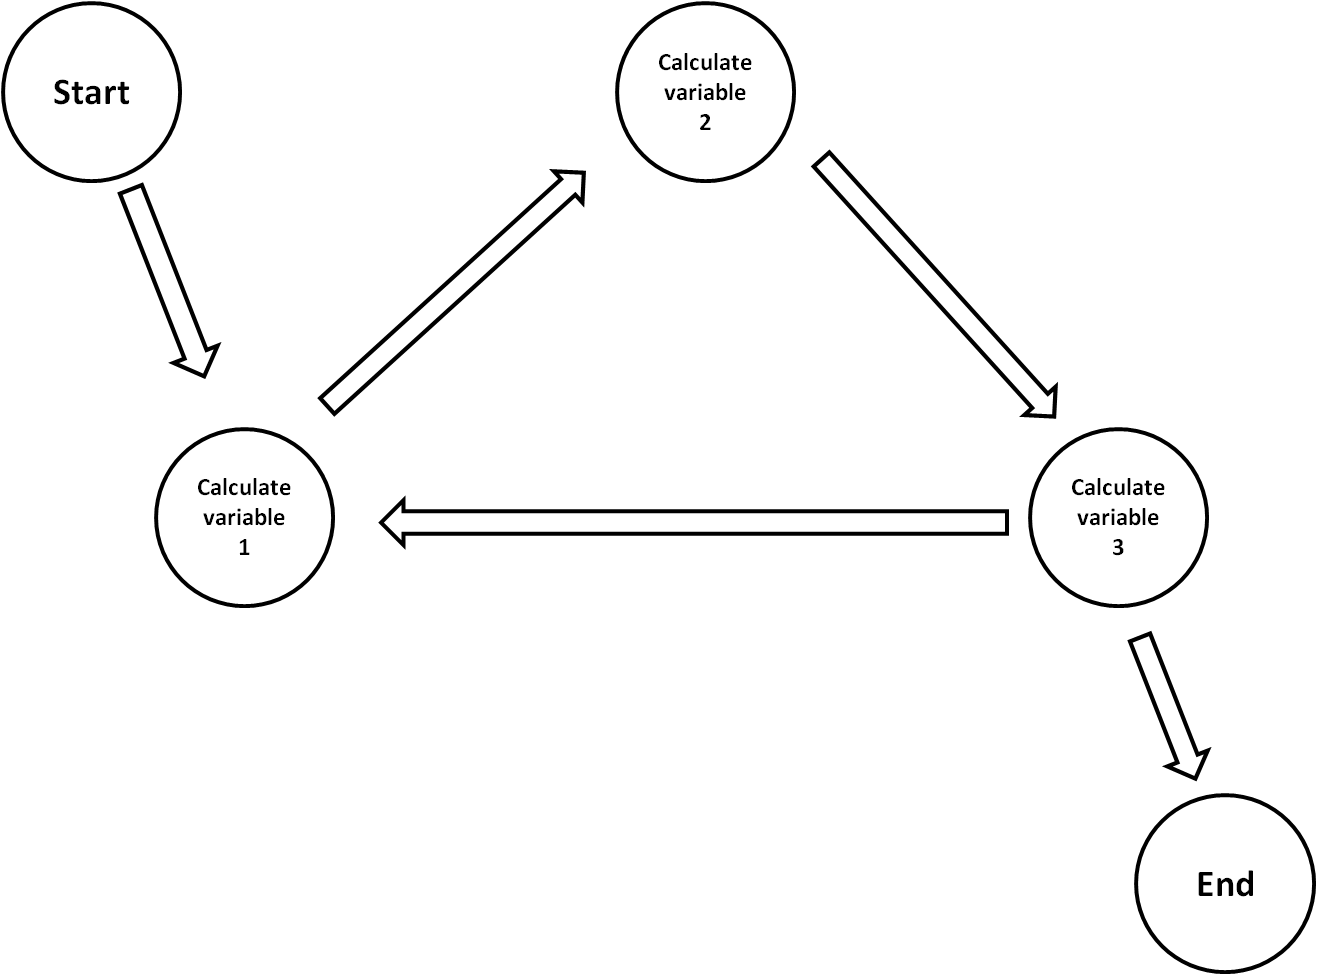 Start
Calculate
variable
2
Calculate
variable
1
Calculate
variable
3
End